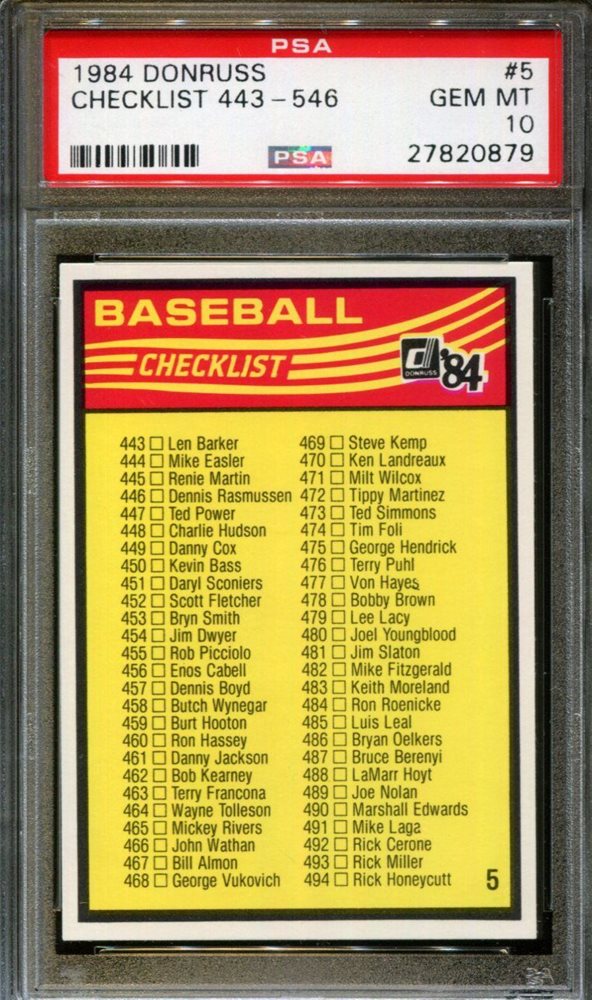 PSA
1984 DONRUSS #5
CHECKLIST 443-546 GEM MT
10
PSA 27820879
BASEBALL
CHECKLIST
d DONRUSS '84
443 □ Len Barker
444 □ Mike Easler
445 □ Renie Martin
446 □ Dennis Rasmussen
447 □ Ted Power
448 □ Charlie Hudson
449 □ Danny Cox
450 □ Kevin Bass
451 □ Daryl Sconiers
452 □ Scott Fletcher
453 □ Bryn Smith
454 □ Jim Dwyer
455 □ Rob Picciolo
456 □ Enos Cabell
457 □ Dennis Boyd
458 □ Butch Wynegar
459 □ Burt Hooton
460 □ Ron Hassey
461 □ Danny Jackson
462 □ Bob Kearney
463 □ Terry Francona
464 □ Wayne Tolleson
465 □ Mickey Rivers
466 □ John Wathan
467 □ Bill Almon
468 □ George Vukovich
469 □ Steve Kemp
470 □ Ken Landreaux
471 □ Milt Wilcox
472 □ Tippy Martinez
473 □ Ted Simmons
474 □ Tim Foli
475 □ George Hendrick
476 □ Terry Puhl
477 □ Von Hayes
478 □ Bobby Brown
479 □ Lee Lacy
480 □ Joel Youngblood
481 □ Jim Slaton
482 □ Mike Fitzgerald
483 □ Keith Moreland
484 □ Ron Roenicke
485 □ Luis Leal
486 □ Bryan Oelkers
487 □ Bruce Berenyi
488 □ LaMarr Hoyt
489 □ Joe Nolan
490 □ Marshall Edwards
491 □ Mike Laga
492 □ Rick Cerone
493 □ Rick Miller
494 □ Rick Honeycutt
5